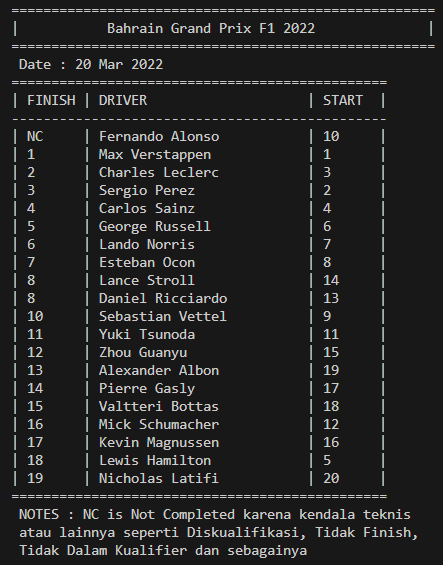 ==================================================
|           Bahrain Grand Prix F1 2022              |
==================================================
Date : 20 Mar 2022
===============================================
| FINISH | DRIVER                    | START  |
-----------------------------------------------
| NC     | Fernando Alonso           | 10     |
| 1      | Max Verstappen            | 1      |
| 2      | Charles Leclerc           | 3      |
| 3      | Sergio Perez              | 2      |
| 4      | Carlos Sainz              | 4      |
| 5      | George Russell            | 6      |
| 6      | Lando Norris              | 7      |
| 7      | Esteban Ocon              | 8      |
| 8      | Lance Stroll              | 14     |
| 8      | Daniel Ricciardo          | 13     |
| 10     | Sebastian Vettel          | 9      |
| 11     | Yuki Tsunoda              | 11     |
| 12     | Zhou Guanyu               | 15     |
| 13     | Alexander Albon           | 19     |
| 14     | Pierre Gasly              | 17     |
| 15     | Valtteri Bottas           | 18     |
| 16     | Mick Schumacher           | 12     |
| 17     | Kevin Magnussen           | 16     |
| 18     | Lewis Hamilton            | 5      |
| 19     | Nicholas Latifi           | 20     |
===============================================
NOTES : NC is Not Completed karena kendala teknis
atau lainnya seperti Diskualifikasi, Tidak Finish,
Tidak Dalam Kualifier dan sebagainya